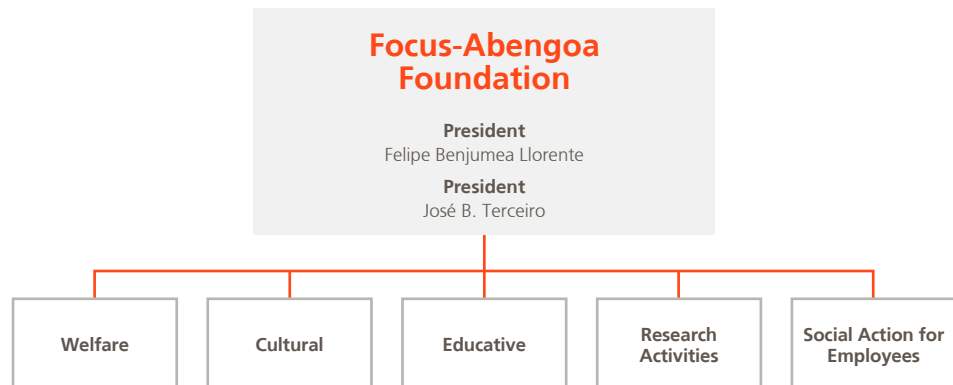 Focus-Abengoa
Foundation
President
Felipe Benjumea Llorente
President
José B. Terceiro
Welfare
Cultural
Educative
Research
Activities
Social Action for
Employees